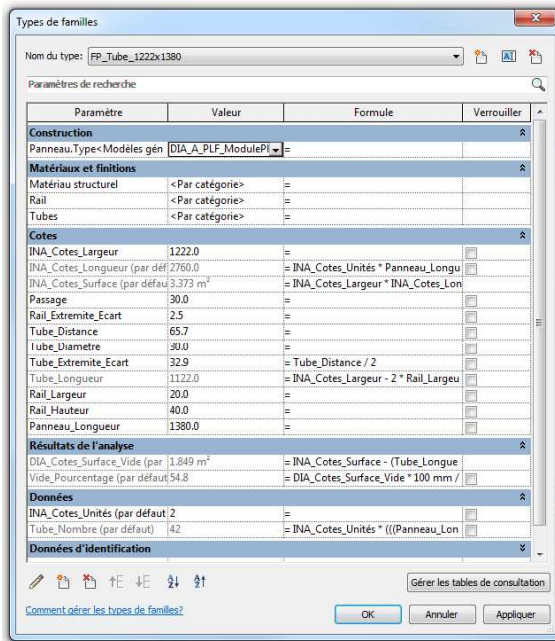 Types de familles
Nom du type: FP_Tube_1222x1380
Paramètres de recherche
Paramètre Valeur Formule Verrouiller
Construction
Panneau.Type<Modèles gén DIA_A_PLF_ModulePl =
Matériaux et finitions
Matériau structurel <Par catégorie> =
Rail <Par catégorie> =
Tubes <Par catégorie> =
Cotes
INA_Cotes_Largeur 1222.0 =
INA_Cotes_Longueur (par déf 2760.0 = INA_Cotes_Unités * Panneau_Longu
INA_Cotes_Surface (par défau 3.373 m² = INA_Cotes_Largeur * INA_Cotes_Lon
Passage 30.0 =
Rail_Extremite_Ecart 2.5 =
Tube_Distance 65.7 =
Tube_Diametre 30.0 =
Tube_Extremite_Ecart 32.9 = Tube_Distance / 2
Tube_Longueur 1122.0 = INA_Cotes_Largeur - 2 * Rail_Largeu
Rail_Largeur 20.0 =
Rail_Hauteur 40.0 =
Panneau_Longueur 1380.0 =
Résultats de l'analyse
DIA_Cotes_Surface_Vide (par 1.849 m² = INA_Cotes_Surface - (Tube_Longue
Vide_Pourcentage (par défaut 54.8 = DIA_Cotes_Surface_Vide * 100 mm /
Données
INA_Cotes_Unités (par défaut 2 =
Tube_Nombre (par défaut) 42 = INA_Cotes_Unités * (((Panneau_Lon
Données d'identification
Gérer les tables de consultation
Comment gérer les types de familles?
OK Annuler Appliquer